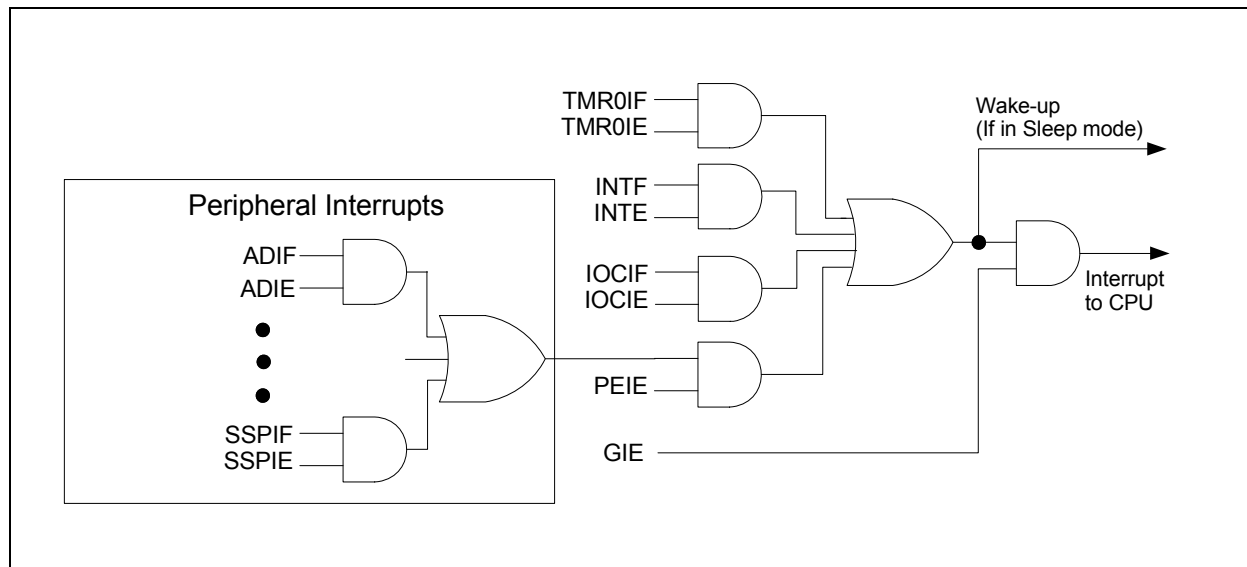 TMR0IF
TMR0IE
Wake-up
(If in Sleep mode)
INTF
INTE
Peripheral Interrupts
ADIF
ADIE
IOCIF
IOCIE
Interrupt
to CPU
PEIE
SSPIF
SSPIE
GIE